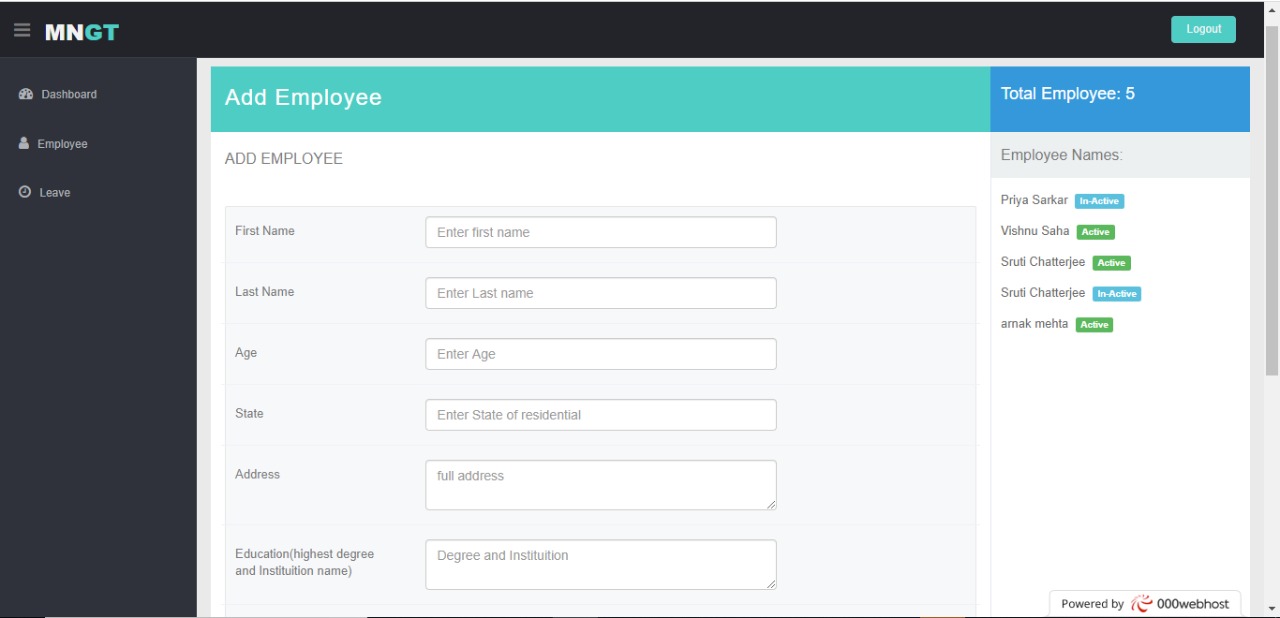 MNGT
Logout
Dashboard
Employee
Leave
Add Employee
ADD EMPLOYEE
First Name
Enter first name
Last Name
Enter Last name
Age
Enter Age
State
Enter State of residential
Address
full address
Education(highest degree
and Instituition name)
Degree and Instituition
Total Employee: 5
Employee Names:
Priya Sarkar In-Active
Vishnu Saha Active
Sruti Chatterjee Active
Sruti Chatterjee In-Active
arnak mehta Active
Powered by 000webhost